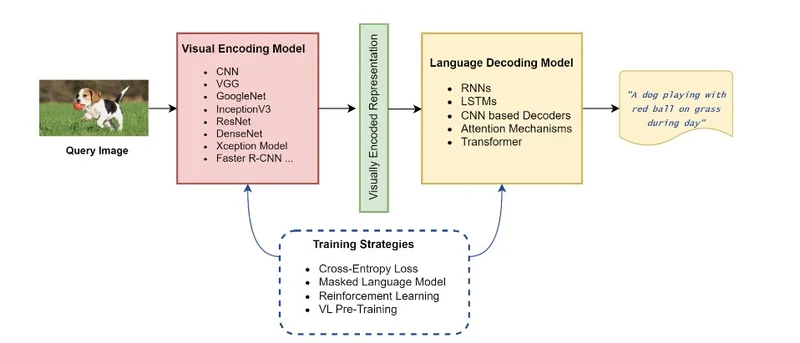 Query Image
Visual Encoding Model
• CNN
• VGG
• GoogleNet
• InceptionV3
• ResNet
• DenseNet
• Xception Model
• Faster R-CNN ...
Visually Encoded Representation
Language Decoding Model
• RNNs
• LSTMs
• CNN based Decoders
• Attention Mechanisms
• Transformer
"A dog playing with
red ball on grass
during day"
Training Strategies
• Cross-Entropy Loss
• Masked Language Model
• Reinforcement Learning
• VL Pre-Training